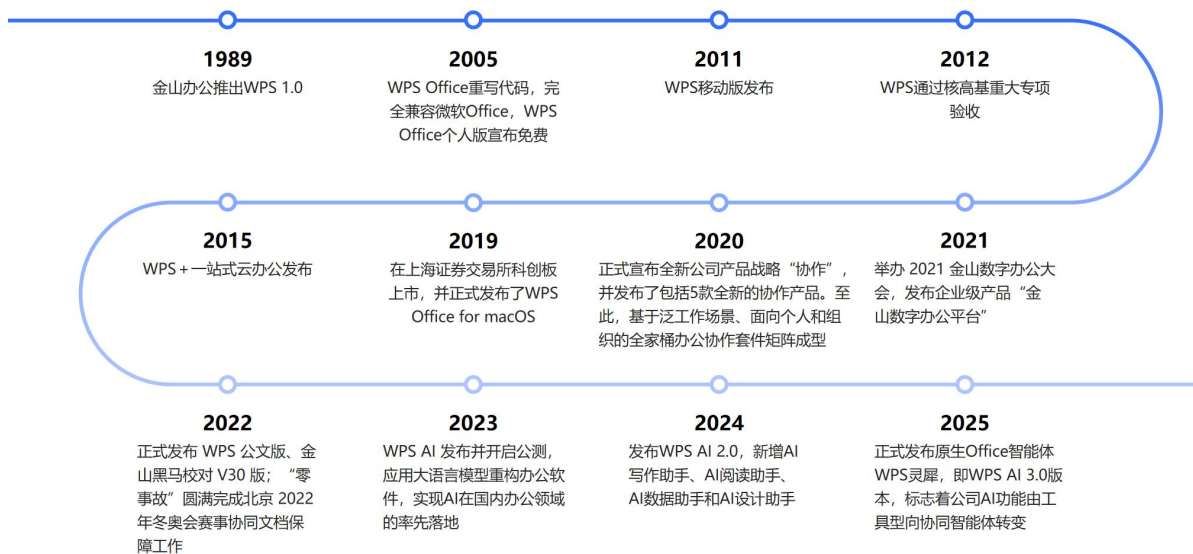 1989
金山办公推出WPS 1.0
2005
WPS Office重写代码，完
全兼容微软Office，WPS
Office个人版宣布免费
2011
WPS移动版发布
2012
WPS通过核高基重大专项
验收
2015
WPS＋一站式云办公发布
2019
在上海证券交易所科创板
上市，并正式发布了WPS
Office for macOS
2020
正式宣布全新公司产品战略“协作”，
并发布了包括5款全新的协作产品。至
此，基于泛工作场景、面向个人和组
织的全家桶办公协作套件矩阵成型
2021
举办 2021 金山数字办公大
会，发布企业级产品“金
山数字办公平台”
2022
正式发布 WPS 公文版、金
山黑马校对 V30 版；“零
事故”圆满完成北京 2022
年冬奥会赛事协同文档保
障工作
2023
WPS AI 发布并开启公测，
应用大语言模型重构办公软
件，实现AI在国内办公领域
的率先落地
2024
发布WPS AI 2.0，新增AI
写作助手、AI阅读助手、
AI数据助手和AI设计助手
2025
正式发布原生Office智能体
WPS灵犀，即WPS AI 3.0版
本，标志着公司AI功能由工
具型向协同智能体转变